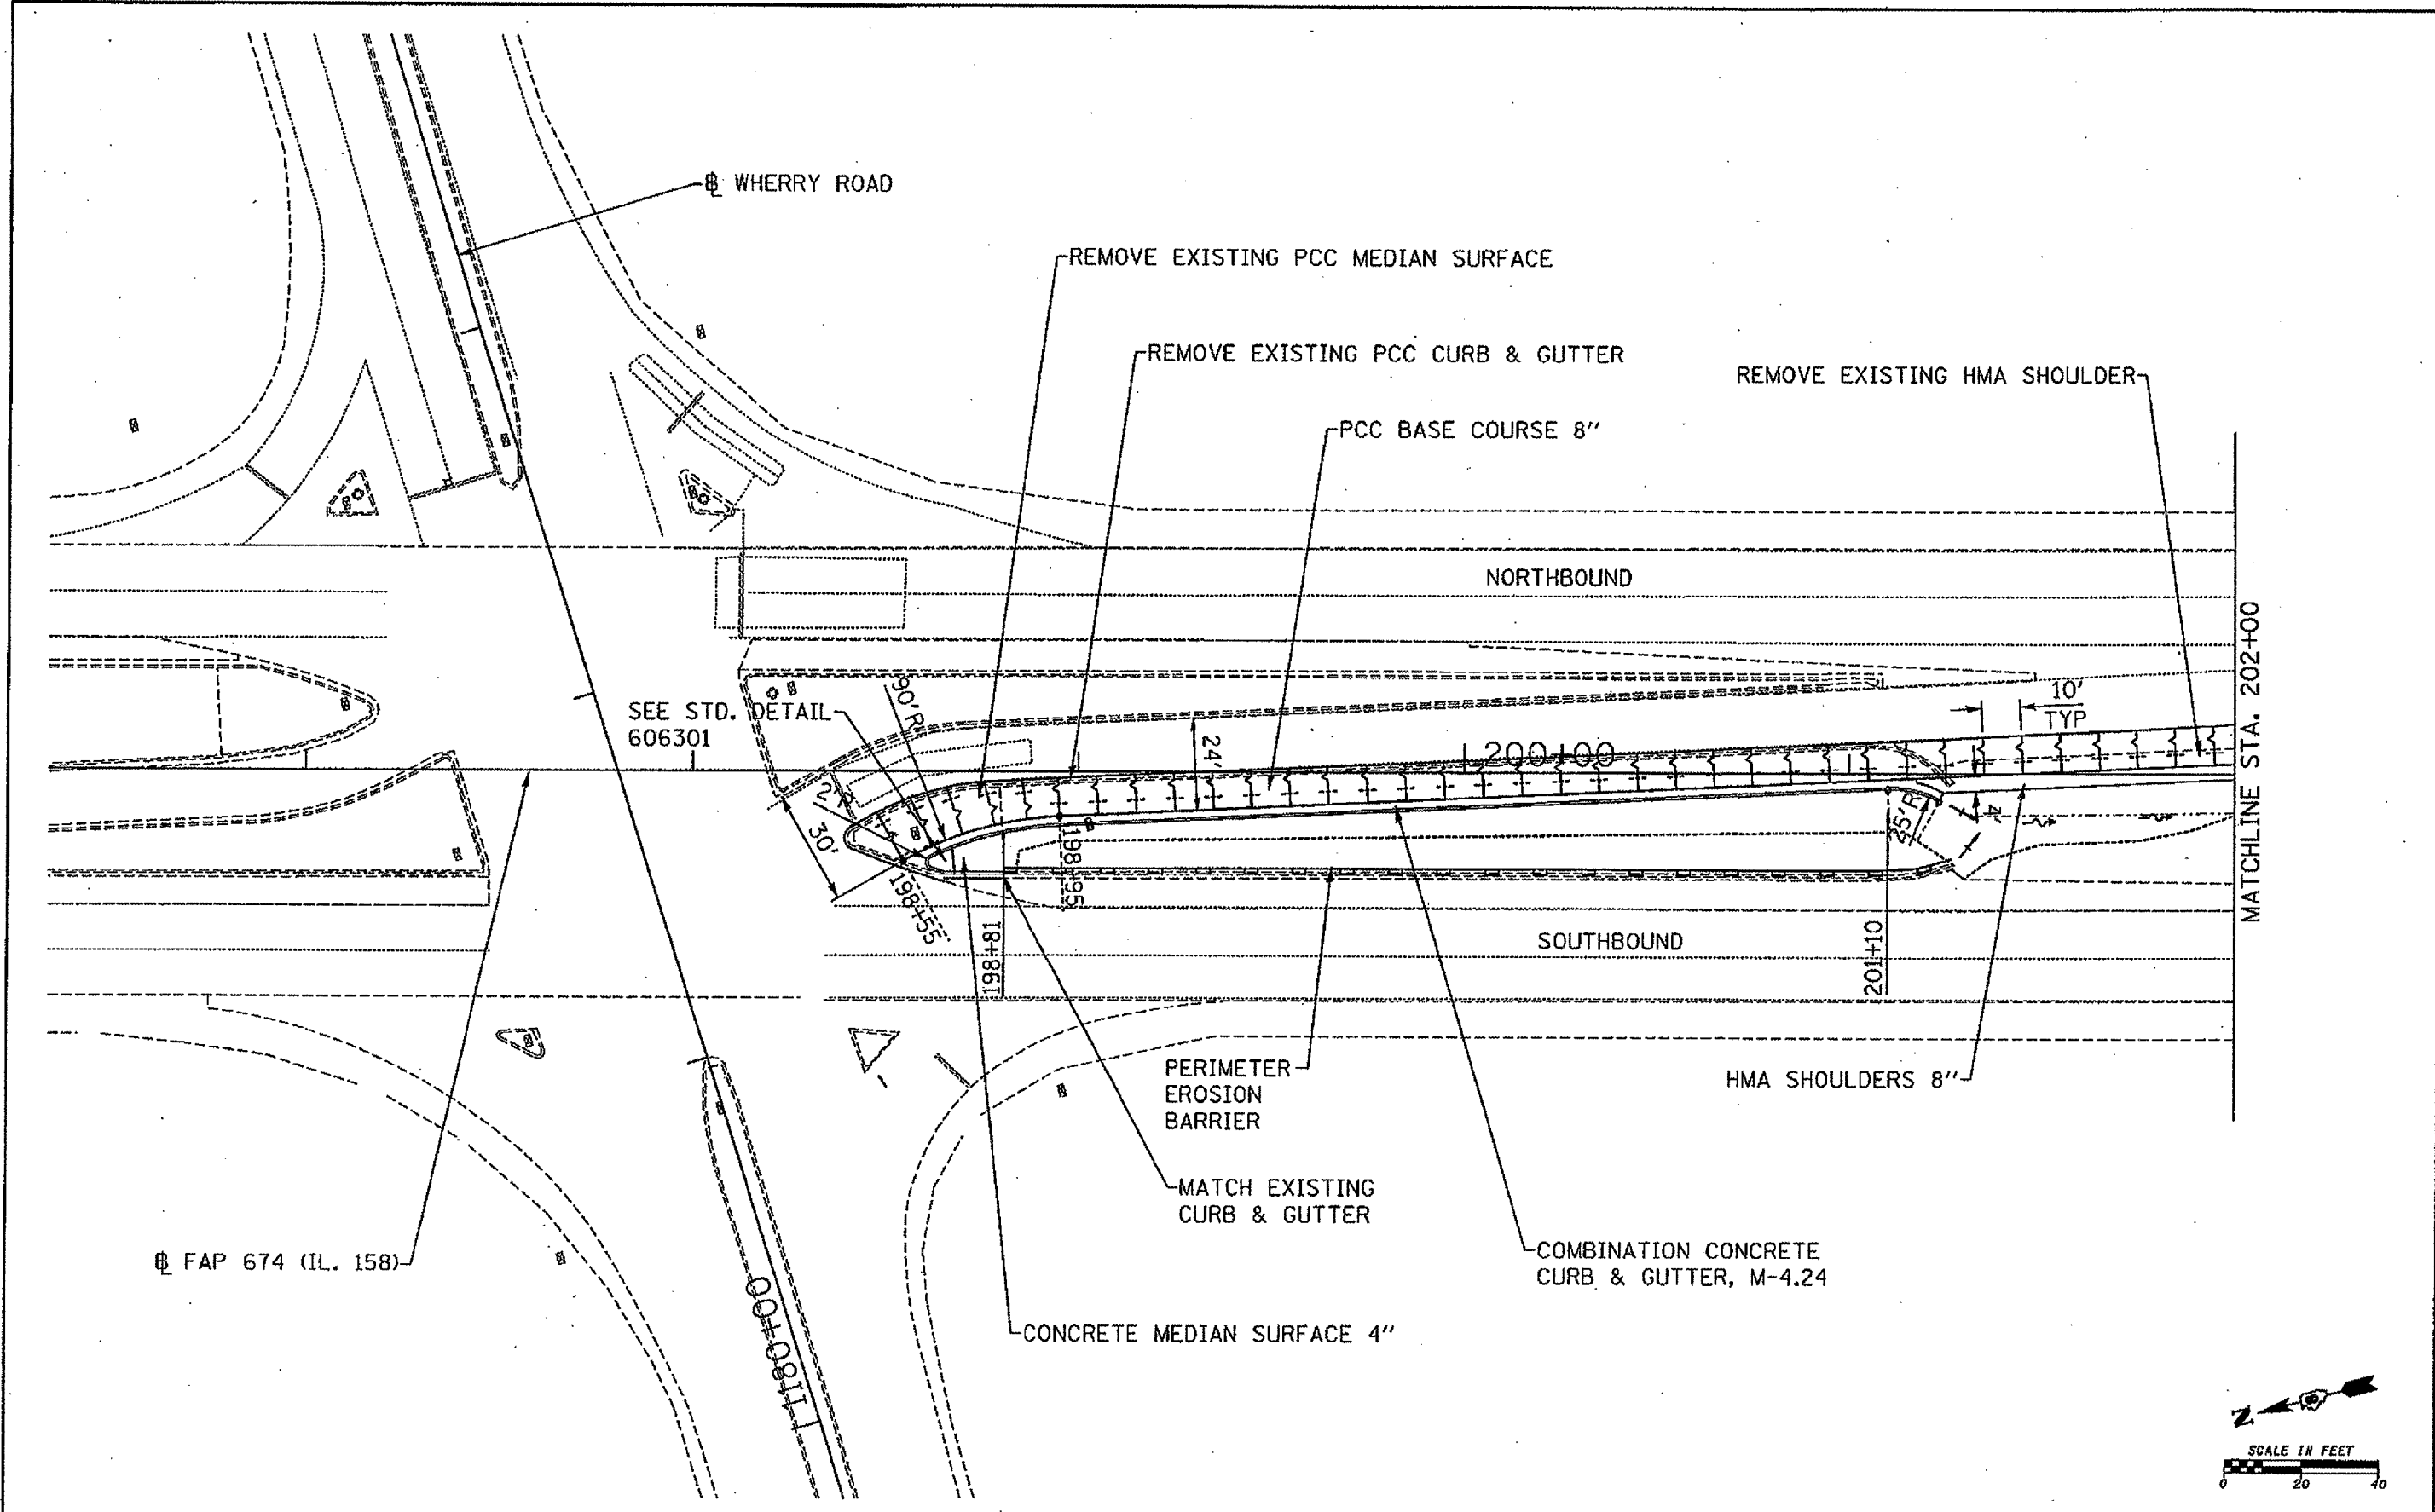 ℄ WHERRY ROAD
REMOVE EXISTING PCC MEDIAN SURFACE
REMOVE EXISTING PCC CURB & GUTTER
REMOVE EXISTING HMA SHOULDER
PCC BASE COURSE 8"
NORTHBOUND
MATCHLINE STA. 202+00
SEE STD. DETAIL
606301
90' R
24'
200+00
10'
TYP
30'
198+55
198+95
198+81
25' R
4'
201+10
SOUTHBOUND
PERIMETER
EROSION
BARRIER
HMA SHOULDERS 8"
MATCH EXISTING
CURB & GUTTER
COMBINATION CONCRETE
CURB & GUTTER, M-4.24
℄ FAP 674 (IL. 158)
1180+00
CONCRETE MEDIAN SURFACE 4"
N
SCALE IN FEET
0 20 40